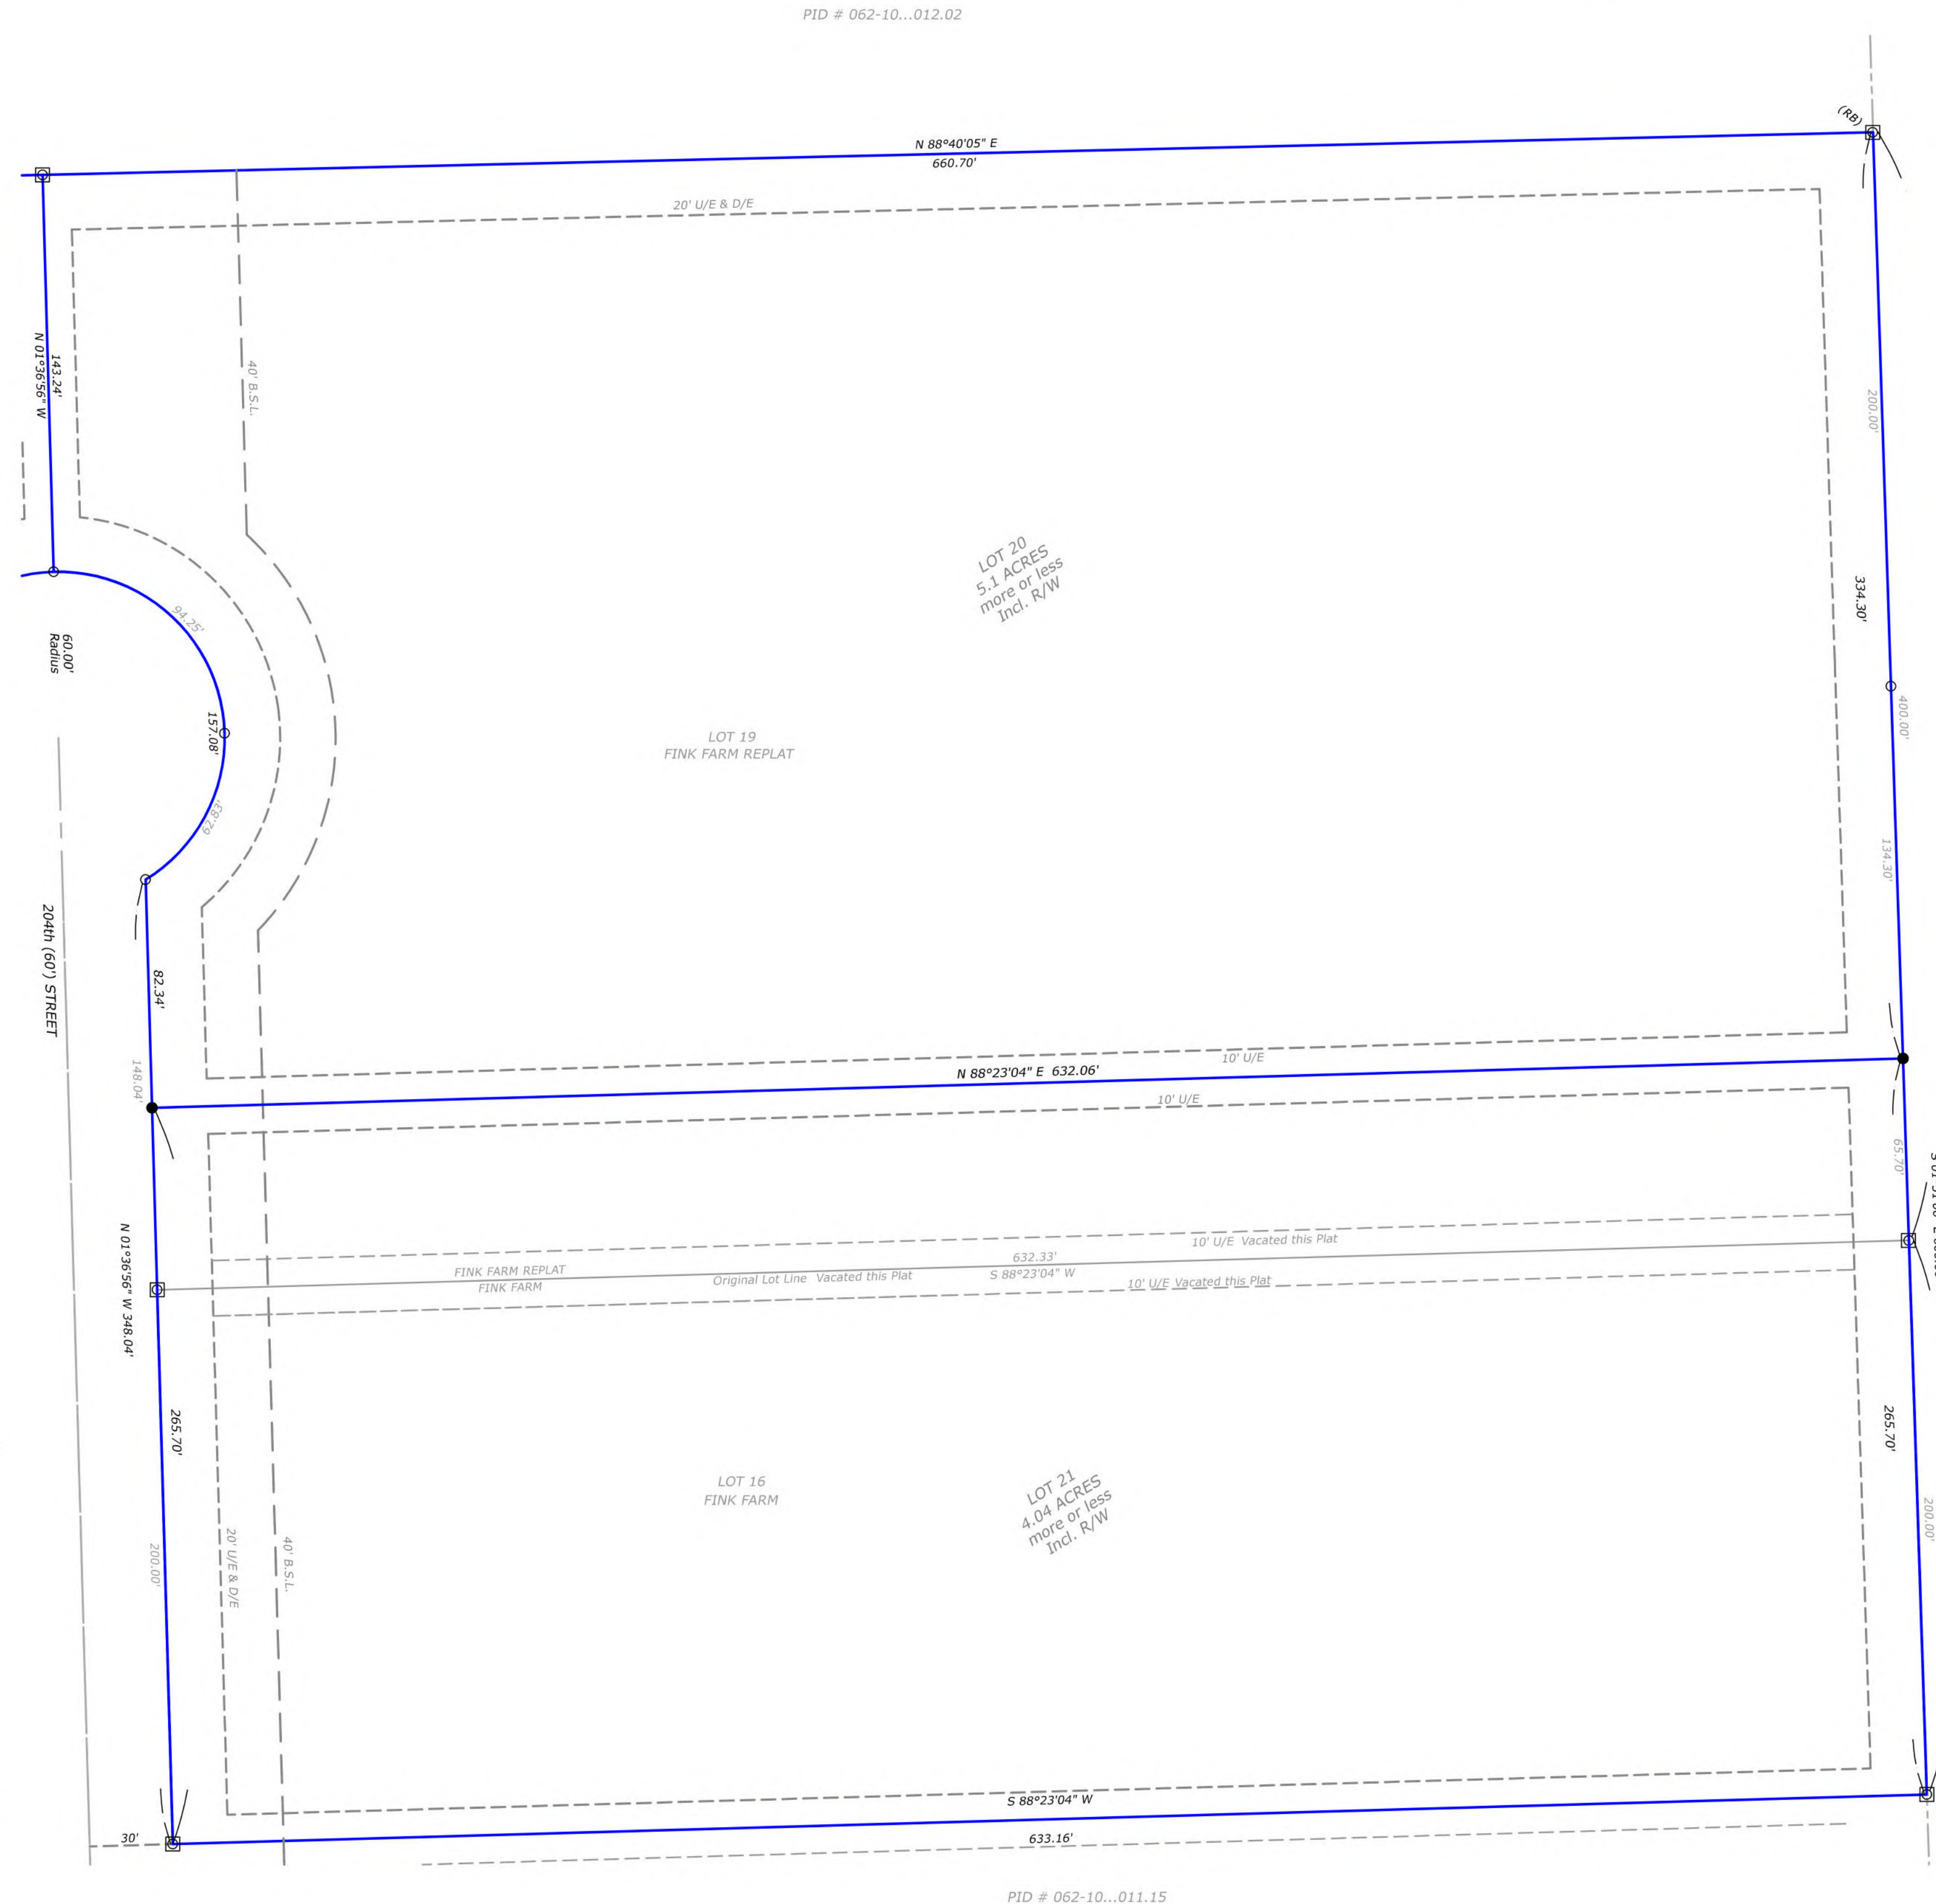 PID # 062-10...012.02
(RB)
N 88°40'05" E
660.70'
20' U/E & D/E
N 01°36'56" W
143.24'
40' B.S.L.
200.00'
LOT 20
5.1 ACRES
more or less
Incl. R/W
94.25'
334.30'
60.00'
Radius
157.08'
400.00'
LOT 19
FINK FARM REPLAT
62.83'
134.30'
204th (60') STREET
82.34'
148.04'
10' U/E
N 88°23'04" E 632.06'
10' U/E
65.70'
N 01°36'56" W 348.04'
10' U/E Vacated this Plat
632.33'
FINK FARM REPLAT
Original Lot Line Vacated this Plat
S 88°23'04" W
FINK FARM
10' U/E Vacated this Plat
265.70'
265.70'
LOT 16
FINK FARM
LOT 21
4.04 ACRES
more or less
Incl. R/W
200.00'
20' U/E & D/E
40' B.S.L.
200.00'
S 88°23'04" W
633.16'
30'
PID # 062-10...011.15